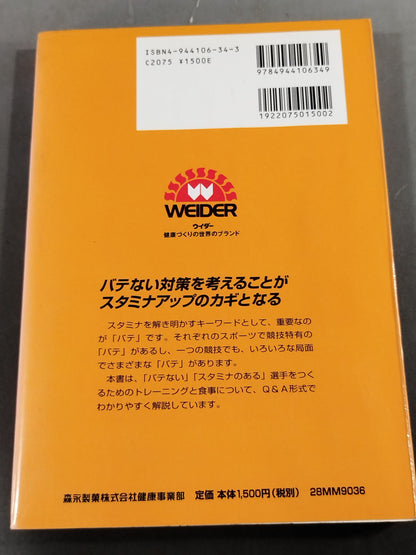 ISBN4-944106-34-3
C2075 ¥1500E
9784944106349
1922075015002
WEIDER
ウイダー
健康づくりの世界のブランド
バテない対策を考えることが
スタミナアップのカギとなる
スタミナを解き明かすキーワードとして、重要なの
が「バテ」です。それぞれのスポーツで競技特有の
「バテ」があるし、一つの競技でも、いろいろな局面
でさまざまな「バテ」があります。
本書は、「バテない」「スタミナのある」選手をつく
るためのトレーニングと食事について、Q&A形式で
わかりやすく解説しています。
森永製菓株式会社健康事業部 定価 本体1,500円(税別) 28MM9036